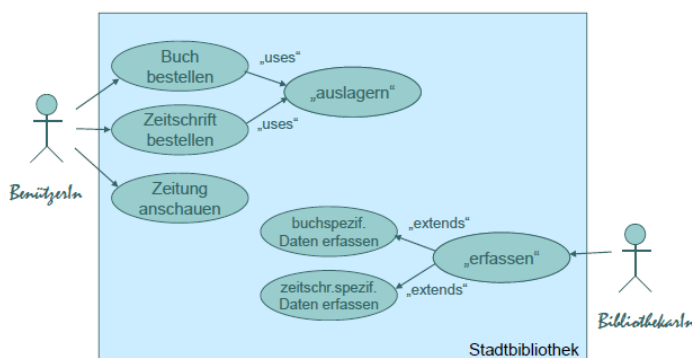 Buch
bestellen
„uses“
„auslagern“
Zeitschrift
bestellen
„uses“
BenützerIn
Zeitung
anschauen
buchspezif.
Daten erfassen
„extends“
„erfassen“
zeitschr.spezif.
Daten erfassen
„extends“
BibliothekarIn
Stadtbibliothek